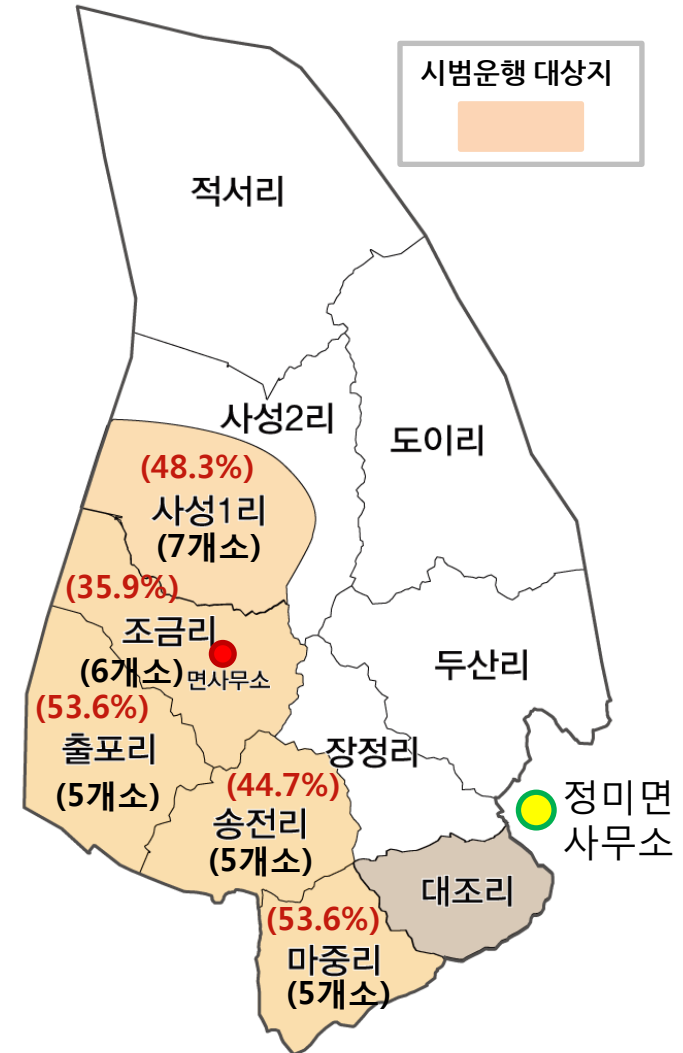 시범운행 대상지
적서리
사성2리
도이리
(48.3%)
사성1리
(7개소)
(35.9%)
조금리
(6개소)
면사무소
두산리
(53.6%)
출포리
(5개소)
장정리
(44.7%)
송전리
(5개소)
정미면
사무소
대조리
(53.6%)
마중리
(5개소)